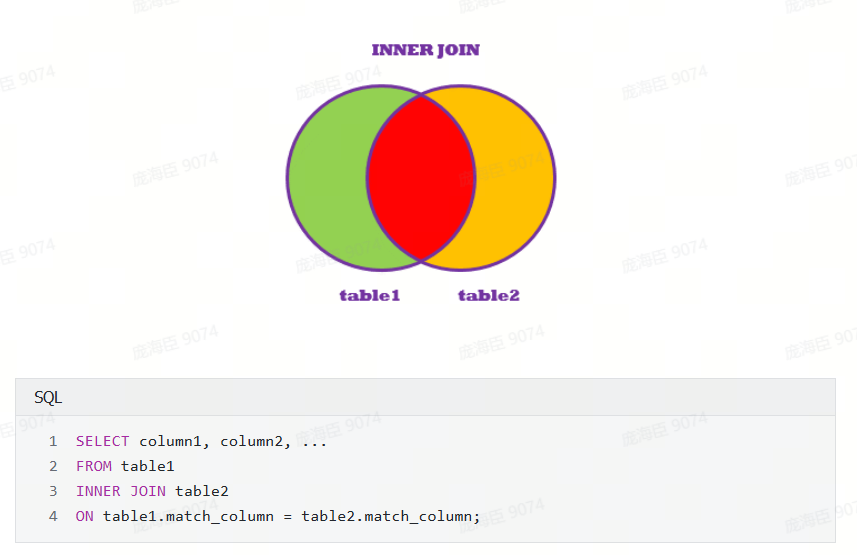 INNER JOIN
table1 table2
SQL
1 SELECT column1, column2, ...
2 FROM table1
3 INNER JOIN table2
4 ON table1.match_column = table2.match_column;
庞海臣 9074